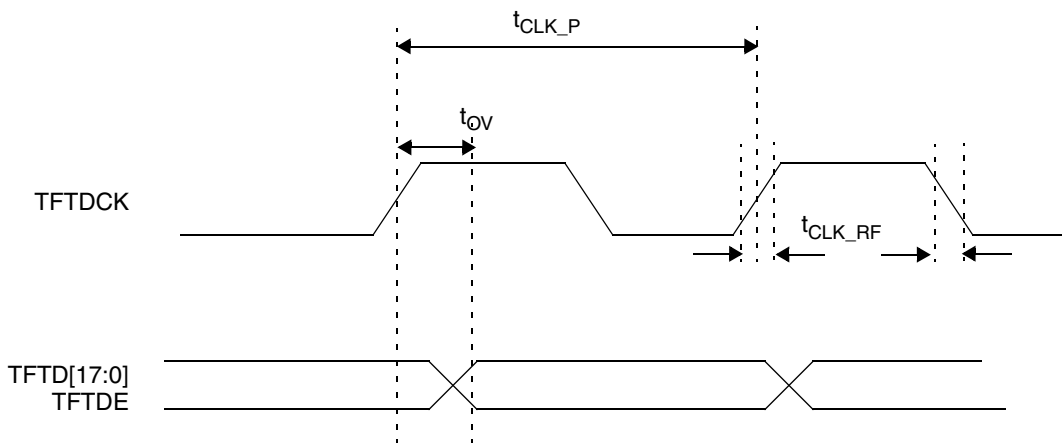 tCLK_P
tOV
TFTDCK
tCLK_RF
TFTD[17:0]
TFTDE